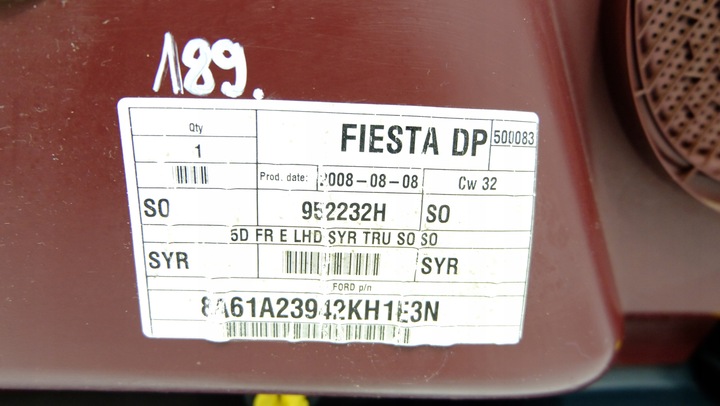 189.
Qty
1
FIESTA DP
500083
Prod. date:
2008-08-08
Cw 32
SO
952232H
SO
5D FR E LHD SYR TRU SO SO
SYR
SYR
FORD p/n
8A61A23942KH1E3N